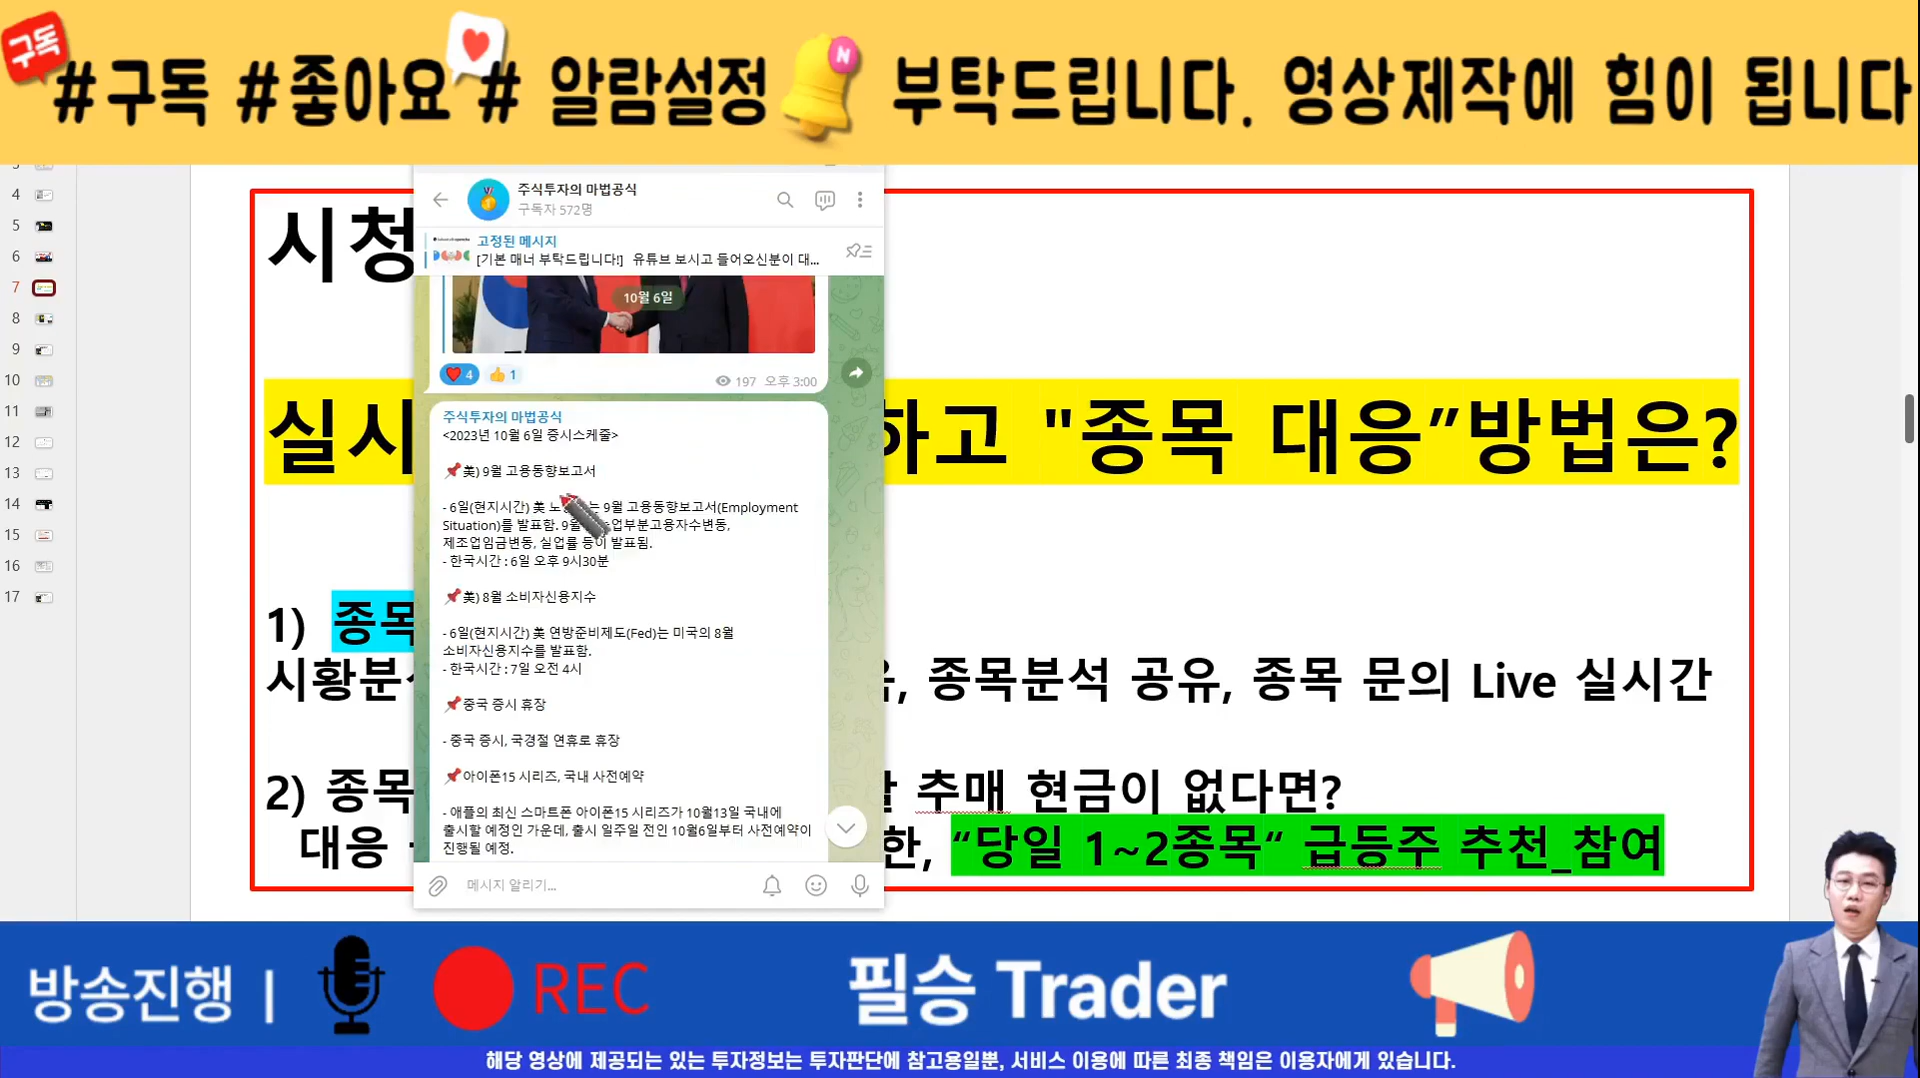 구독
#구독 #좋아요 # 알람설정 부탁드립니다. 영상제작에 힘이 됩니다
N
4
5
6
7
8
9
10
11
12
13
14
15
16
17
시청
주식투자의 마법공식
구독자 572명
고정된 메시지
[기본 매너 부탁드립니다!] 유튜브 보시고 들어오신분이 대...
10월 6일
4
1
197 오후 3:00
실시 하고 "종목 대응”방법은?
주식투자의 마법공식
<2023년 10월 6일 증시스케줄>
美) 9월 고용동향보고서
- 6일(현지시간) 美 는 9월 고용동향보고서(Employment
Situation)를 발표함. 9월 업부분고용자수변동,
제조업임금변동, 실업률 등이 발표됨.
- 한국시간 : 6일 오후 9시30분
美) 8월 소비자신용지수
- 6일(현지시간) 美 연방준비제도(Fed)는 미국의 8월
소비자신용지수를 발표함.
- 한국시간 : 7일 오전 4시
중국 증시 휴장
- 중국 증시, 국경절 연휴로 휴장
아이폰15 시리즈, 국내 사전예약
- 애플의 최신 스마트폰 아이폰15 시리즈가 10월13일 국내에
출시할 예정인 가운데, 출시 일주일 전인 10월6일부터 사전예약이
진행될 예정.
메시지 알리기...
1) 종목
시황분석 , 종목분석 공유, 종목 문의 Live 실시간
2) 종목 추매 현금이 없다면?
대응 한, “당일 1~2종목“ 급등주 추천_참여
방송진행 | REC 필승 Trader
해당 영상에 제공되는 있는 투자정보는 투자판단에 참고용일뿐, 서비스 이용에 따른 최종 책임은 이용자에게 있습니다.